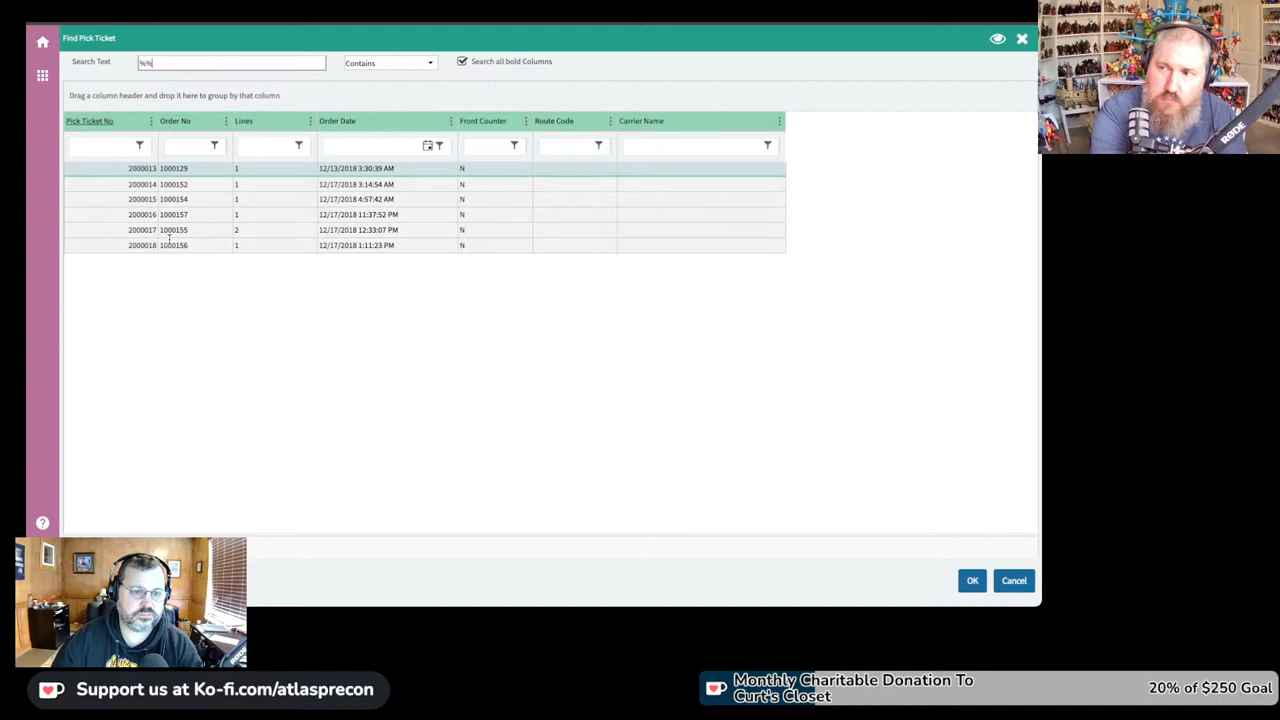 Find Pick Ticket
Search Text %% Contains Search all bold Columns
Drag a column header and drop it here to group by that column
Pick Ticket No Order No Lines Order Date Front Counter Route Code Carrier Name
2000013 1000129 1 12/13/2018 3:30:39 AM N
2000014 1000152 1 12/17/2018 3:14:54 AM N
2000015 1000154 1 12/17/2018 4:57:42 AM N
2000016 1000157 1 12/17/2018 11:37:52 PM N
2000017 1000155 2 12/17/2018 12:33:07 PM N
2000018 1000156 1 12/17/2018 1:11:23 PM N
OK Cancel
RØDE
Support us at Ko-fi.com/atlasprecon
Monthly Charitable Donation To
Curt's Closet
20% of $250 Goal